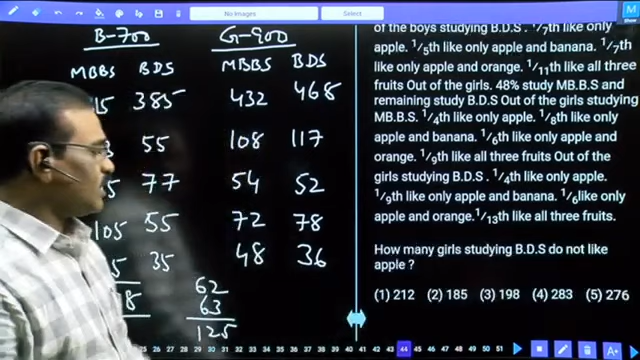 No Images
Select
B-700 G-900
MBBS BDS MBBS BDS
385 432 468
55 108 117
77 54 52
105 55 72 78
35 48 36
62
63
125
of the boys studying B.D.S. 1/7th like only
apple. 1/5th like only apple and banana. 1/7th
like only apple and orange. 1/11th like all three
fruits Out of the girls. 48% study MB.B.S and
remaining study B.D.S Out of the girls studying
MB.B.S. 1/4th like only apple. 1/8th like only
apple and banana. 1/6th like only apple and
orange. 1/9th like all three fruits Out of the
girls studying B.D.S. 1/4th like only apple.
1/9th like only apple and banana. 1/6like only
apple and orange.1/13th like all three fruits.
How many girls studying B.D.S do not like
apple ?
(1) 212 (2) 185 (3) 198 (4) 283 (5) 276
25 26 27 28 29 30 31 32 33 34 35 36 37 38 39 40 41 42 43 44 45 46 47 48 49 50 51